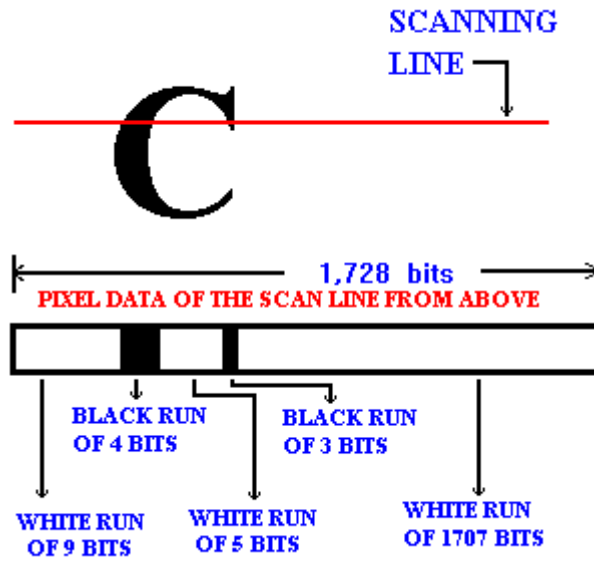 SCANNING
LINE
C
1,728 bits
PIXEL DATA OF THE SCAN LINE FROM ABOVE
BLACK RUN
OF 4 BITS
BLACK RUN
OF 3 BITS
WHITE RUN
OF 9 BITS
WHITE RUN
OF 5 BITS
WHITE RUN
OF 1707 BITS